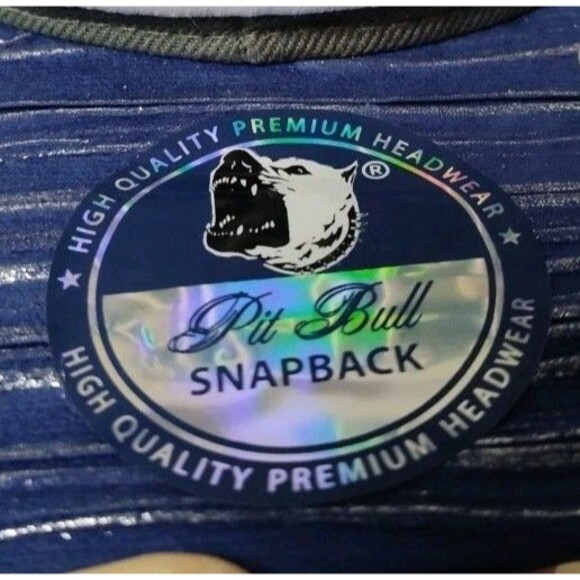 HIGH QUALITY PREMIUM HEADWEAR
®
Pit Bull
SNAPBACK
HIGH QUALITY PREMIUM HEADWEAR